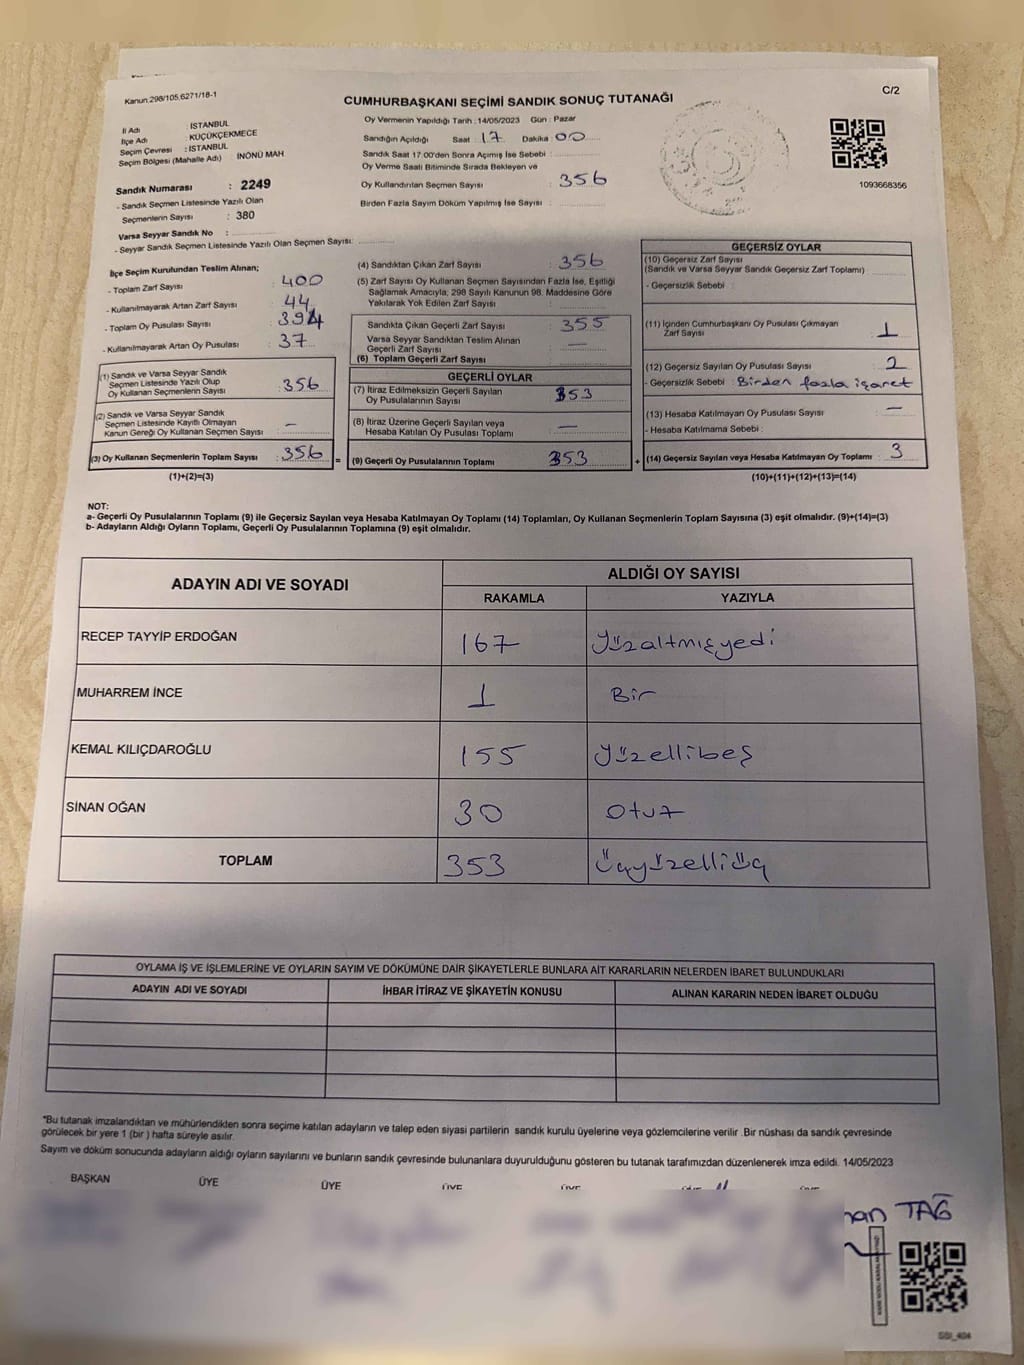 Kanun:298/105,6271/18-1
C/2
CUMHURBAŞKANI SEÇİMİ SANDIK SONUÇ TUTANAĞI
İl Adı : İSTANBUL
İlçe Adı : KÜÇÜKÇEKMECE
Seçim Çevresi : İSTANBUL
Seçim Bölgesi (Mahalle Adı) İNÖNÜ MAH
Sandık Numarası : 2249
- Sandık Seçmen Listesinde Yazılı Olan
Seçmenlerin Sayısı : 380
Varsa Seyyar Sandık No :
- Seyyar Sandık Seçmen Listesinde Yazılı Olan Seçmen Sayısı:
Oy Vermenin Yapıldığı Tarih : 14/05/2023 Gün : Pazar
Sandığın Açıldığı Saat 17 Dakika 00
Sandık Saat 17.00'den Sonra Açımış İse Sebebi :
Oy Verme Saati Bitiminde Sırada Bekleyen ve
Oy Kullandırılan Seçmen Sayısı : 356
Birden Fazla Sayım Döküm Yapılmış İse Sayısı :
1093668356
İlçe Seçim Kurulundan Teslim Alınan;
- Toplam Zarf Sayısı : 400
- Kullanılmayarak Artan Zarf Sayısı : 44
- Toplam Oy Pusulası Sayısı : 394
- Kullanılmayarak Artan Oy Pusulası : 37
(1) Sandık ve Varsa Seyyar Sandık
Seçmen Listesinde Yazılı Olup
Oy Kullanan Seçmenlerin Sayısı : 356
(2) Sandık ve Varsa Seyyar Sandık
Seçmen Listesinde Kayıtlı Olmayan
Kanun Gereği Oy Kullanan Seçmen Sayısı : –
(3) Oy Kullanan Seçmenlerin Toplam Sayısı : 356
(1)+(2)=(3)
(4) Sandıktan Çıkan Zarf Sayısı : 356
(5) Zarf Sayısı Oy Kullanan Seçmen Sayısından Fazla İse, Eşitliği
Sağlamak Amacıyla, 298 Sayılı Kanunun 98. Maddesine Göre
Yakılarak Yok Edilen Zarf Sayısı :
Sandıkta Çıkan Geçerli Zarf Sayısı : 355
Varsa Seyyar Sandıktan Teslim Alınan
Geçerli Zarf Sayısı : —
(6) Toplam Geçerli Zarf Sayısı
GEÇERLİ OYLAR
(7) İtiraz Edilmeksizin Geçerli Sayılan
Oy Pusulalarının Sayısı : 353
(8) İtiraz Üzerine Geçerli Sayılan veya
Hesaba Katılan Oy Pusulası Toplamı : —
= (9) Geçerli Oy Pusulalarının Toplamı : 353
GEÇERSİZ OYLAR
(10) Geçersiz Zarf Sayısı
(Sandık ve Varsa Seyyar Sandık Geçersiz Zarf Toplamı)
- Geçersizlik Sebebi :
(11) İçinden Cumhurbaşkanı Oy Pusulası Çıkmayan
Zarf Sayısı : 1
(12) Geçersiz Sayılan Oy Pusulası Sayısı : 2
- Geçersizlik Sebebi : Birden fazla işaret
(13) Hesaba Katılmayan Oy Pusulası Sayısı : —
- Hesaba Katılmama Sebebi :
+ (14) Geçersiz Sayılan veya Hesaba Katılmayan Oy Toplamı : 3
(10)+(11)+(12)+(13)=(14)
NOT:
a- Geçerli Oy Pusulalarının Toplamı (9) ile Geçersiz Sayılan veya Hesaba Katılmayan Oy Toplamı (14) Toplamları, Oy Kullanan Seçmenlerin Toplam Sayısına (3) eşit olmalıdır. (9)+(14)=(3)
b- Adayların Aldığı Oyların Toplamı, Geçerli Oy Pusulalarının Toplamına (9) eşit olmalıdır.
ADAYIN ADI VE SOYADI
ALDIĞI OY SAYISI
RAKAMLA YAZIYLA
RECEP TAYYİP ERDOĞAN 167 Yüzaltmışyedi
MUHARREM İNCE 1 Bir
KEMAL KILIÇDAROĞLU 155 Yüzellibeş
SİNAN OĞAN 30 Otuz
TOPLAM 353 üçyüzelliüç
OYLAMA İŞ VE İŞLEMLERİNE VE OYLARIN SAYIM VE DÖKÜMÜNE DAİR ŞİKAYETLERLE BUNLARA AİT KARARLARIN NELERDEN İBARET BULUNDUKLARI
ADAYIN ADI VE SOYADI İHBAR İTİRAZ VE ŞİKAYETİN KONUSU ALINAN KARARIN NEDEN İBARET OLDUĞU
*Bu tutanak imzalandıktan ve mühürlendikten sonra seçime katılan adayların ve talep eden siyasi partilerin sandık kurulu üyelerine veya gözlemcilerine verilir .Bir nüshası da sandık çevresinde
görülecek bir yere 1 (bir ) hafta süreyle asılır.
Sayım ve döküm sonucunda adayların aldığı oyların sayılarını ve bunların sandık çevresinde bulunanlara duyurulduğunu gösteren bu tutanak tarafımızdan düzenlenerek imza edildi. 14/05/2023
BAŞKAN ÜYE ÜYE ÜYE ÜYE
TAĞ
SSI_404